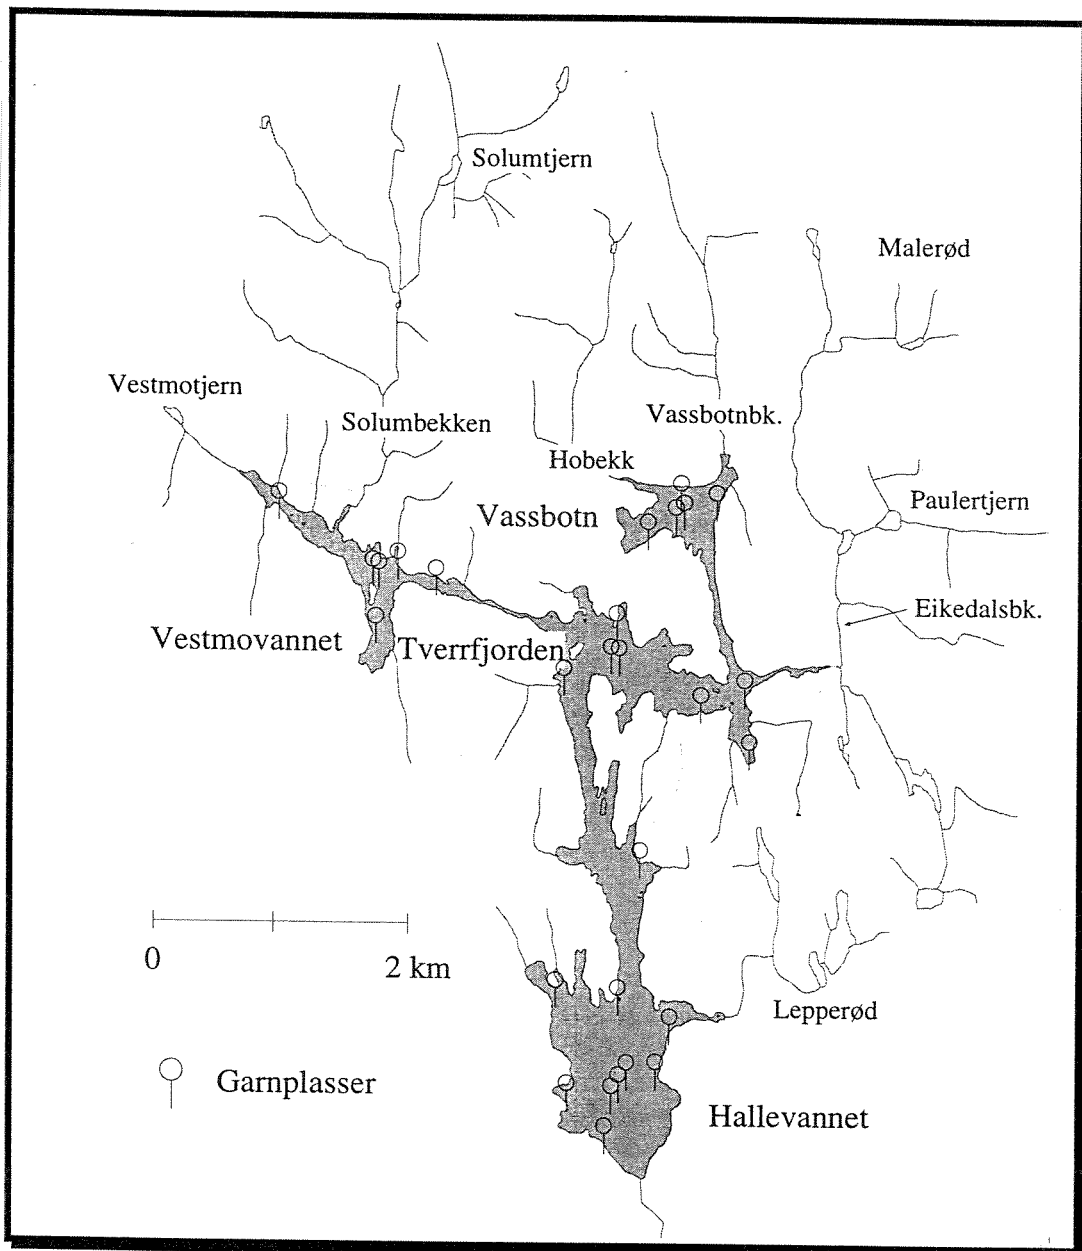 Solumtjern
Malerød
Vestmotjern
Solumbekken
Vassbotnbk.
Hobekk
Vassbotn
Paulertjern
Eikedalsbk.
Vestmovannet
Tverrfjorden
0
2 km
Lepperød
Garnplasser
Hallevannet